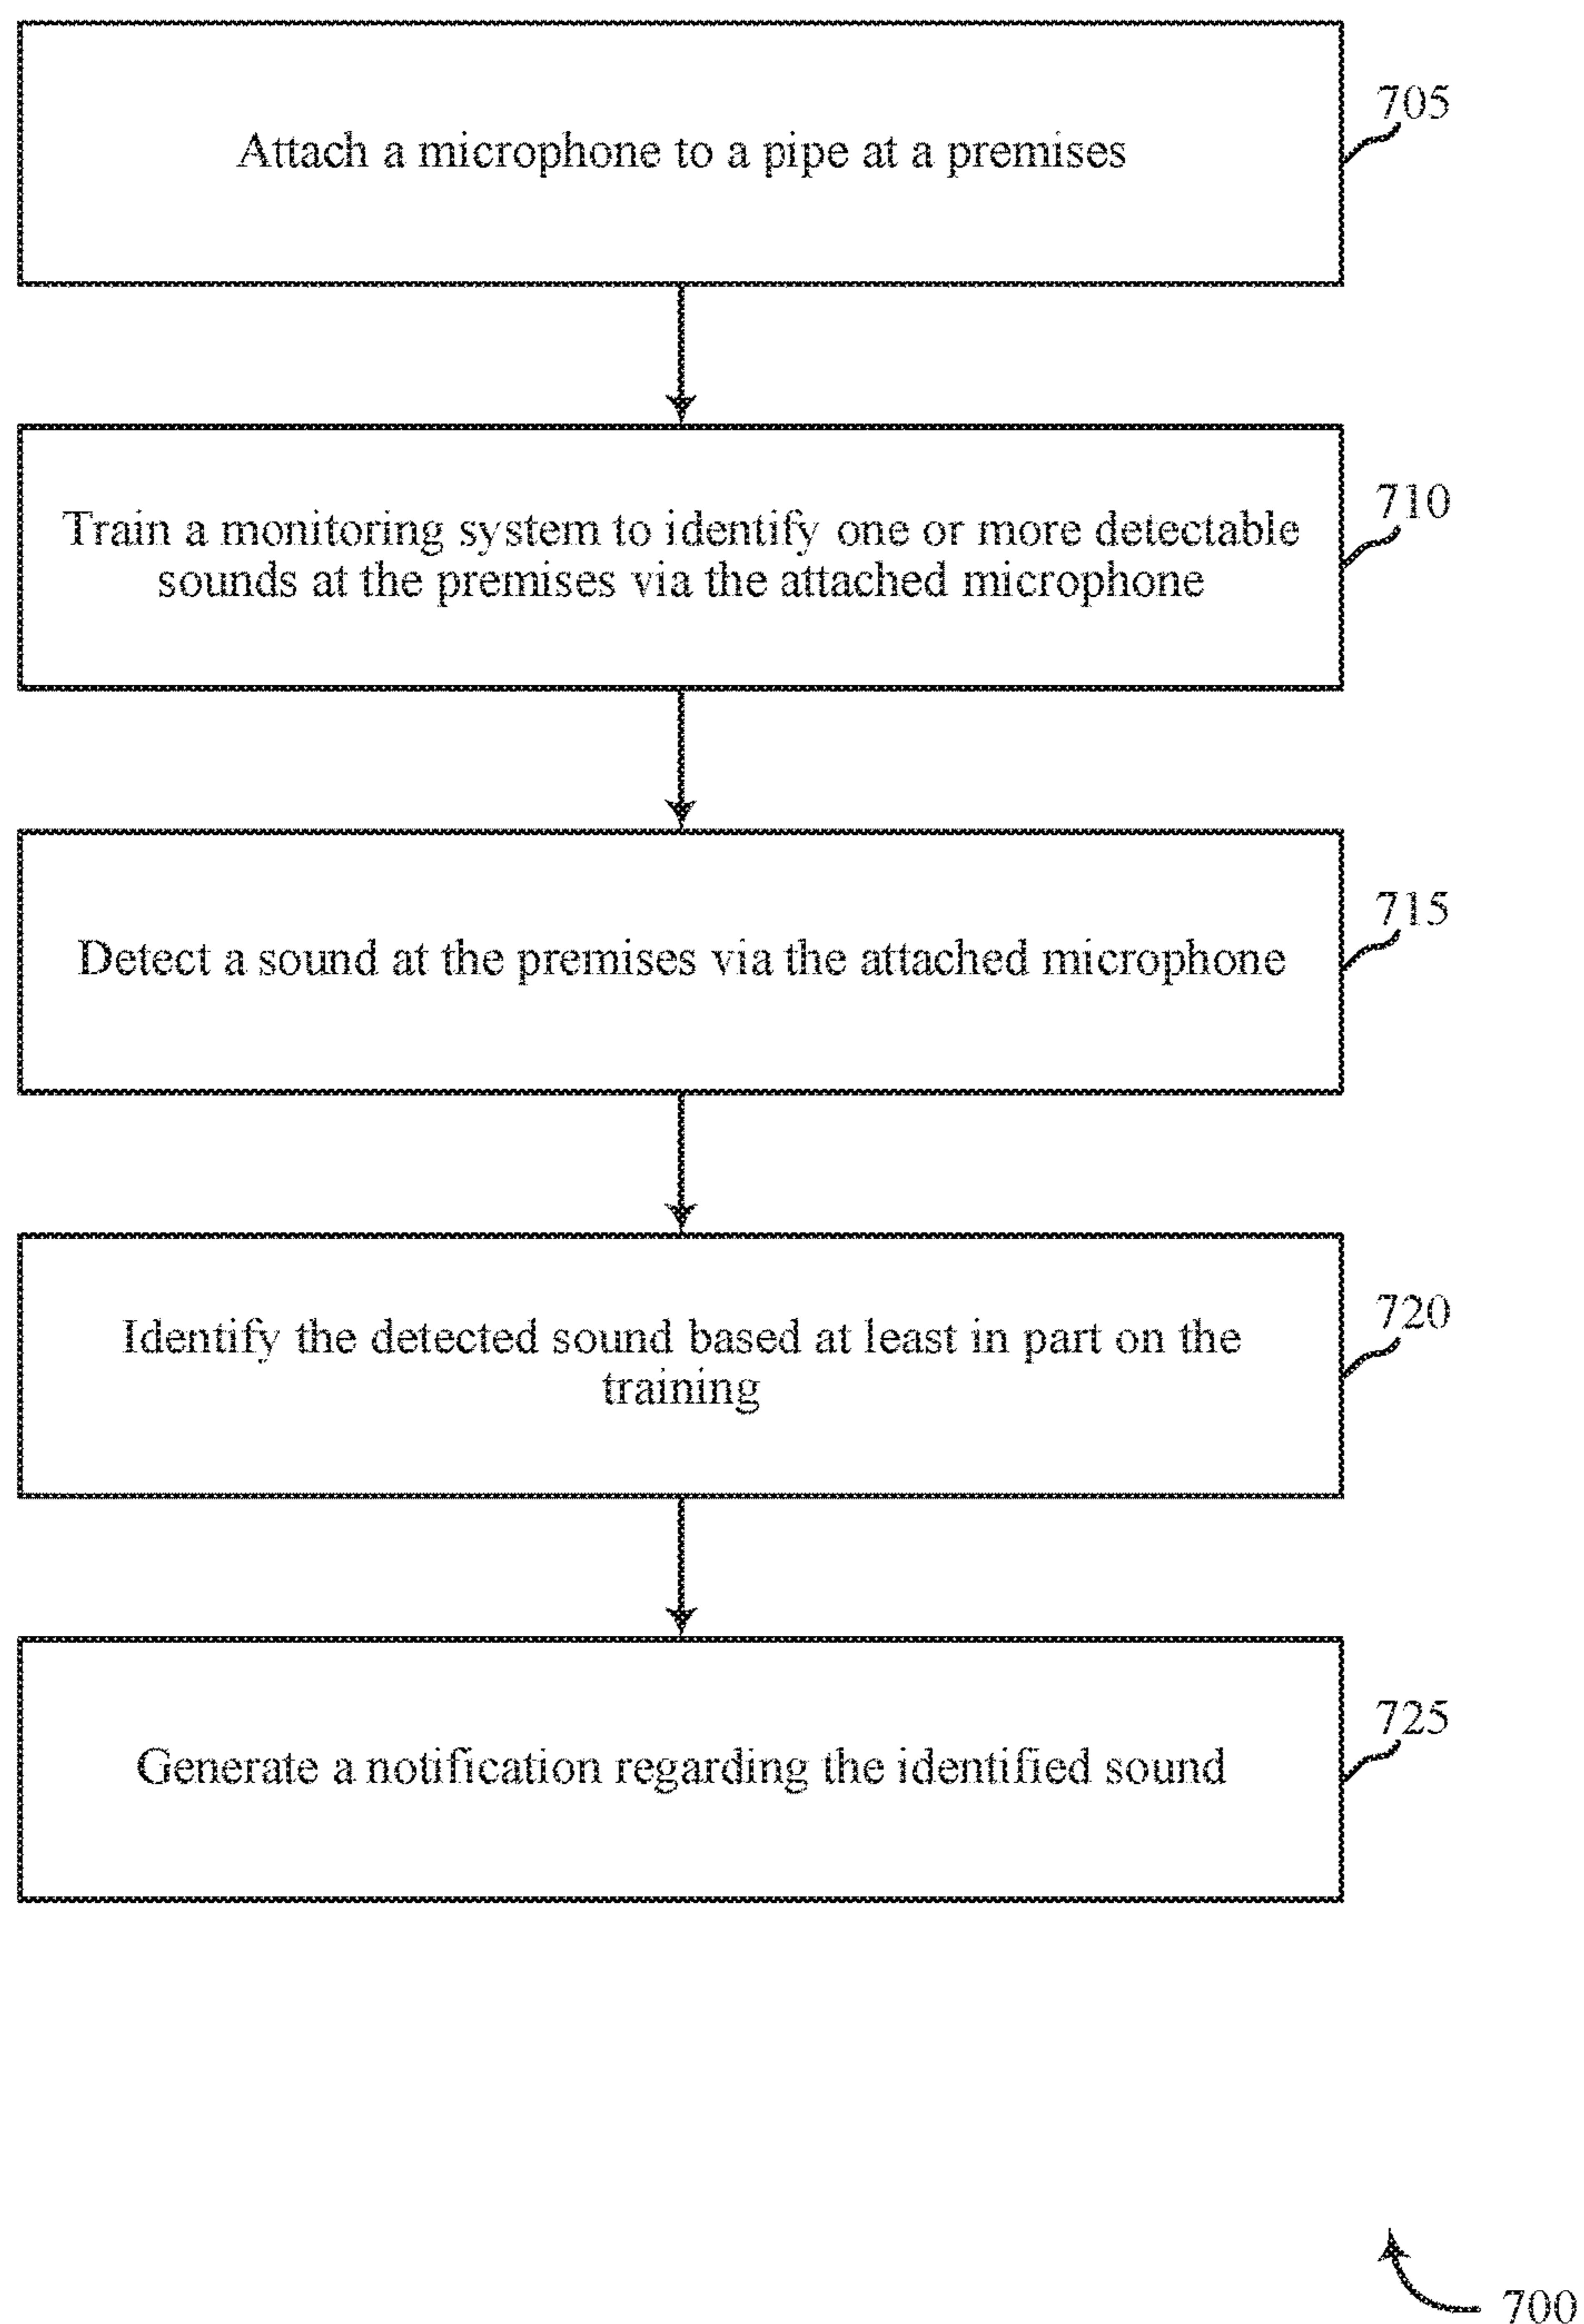 Attach a microphone to a pipe at a premises
705
Train a monitoring system to identify one or more detectable
sounds at the premises via the attached microphone
710
Detect a sound at the premises via the attached microphone
715
Identify the detected sound based at least in part on the
training
720
Generate a notification regarding the identified sound
725
700